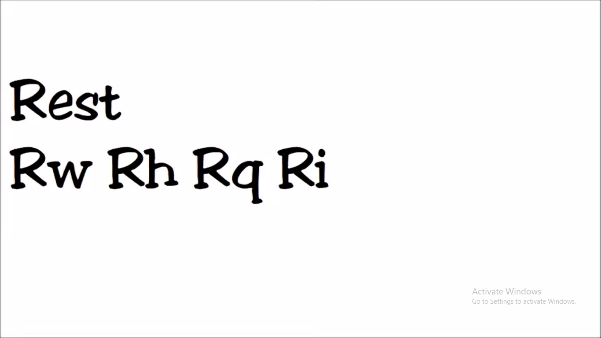 Rest
Rw Rh Rq Ri
Activate Windows
Go to Settings to activate Windows.